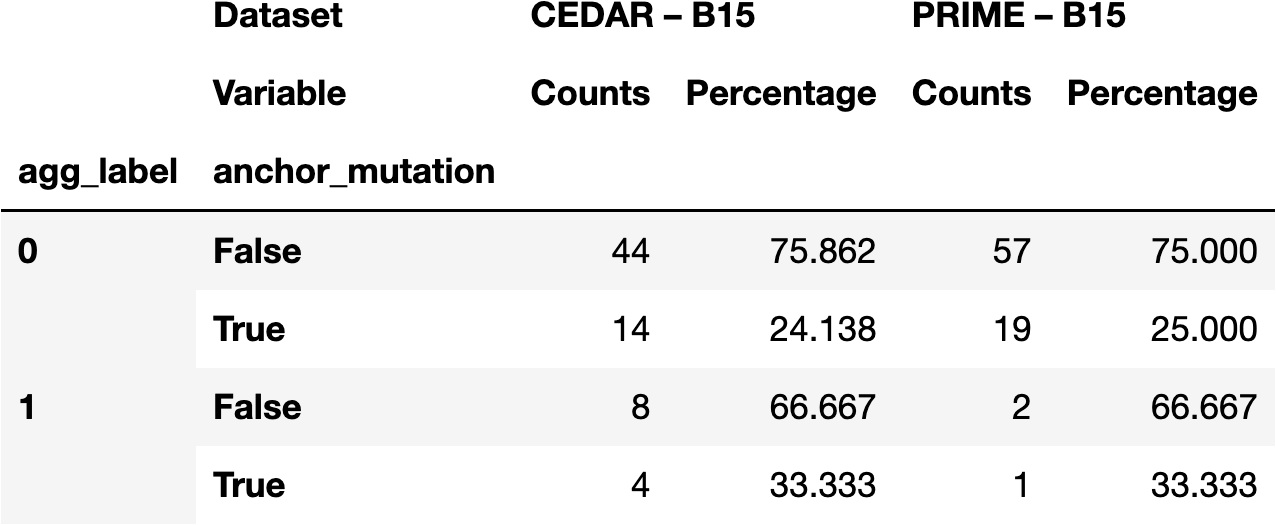 Dataset CEDAR – B15 PRIME – B15
Variable Counts Percentage Counts Percentage
agg_label anchor_mutation
0 False 44 75.862 57 75.000
True 14 24.138 19 25.000
1 False 8 66.667 2 66.667
True 4 33.333 1 33.333